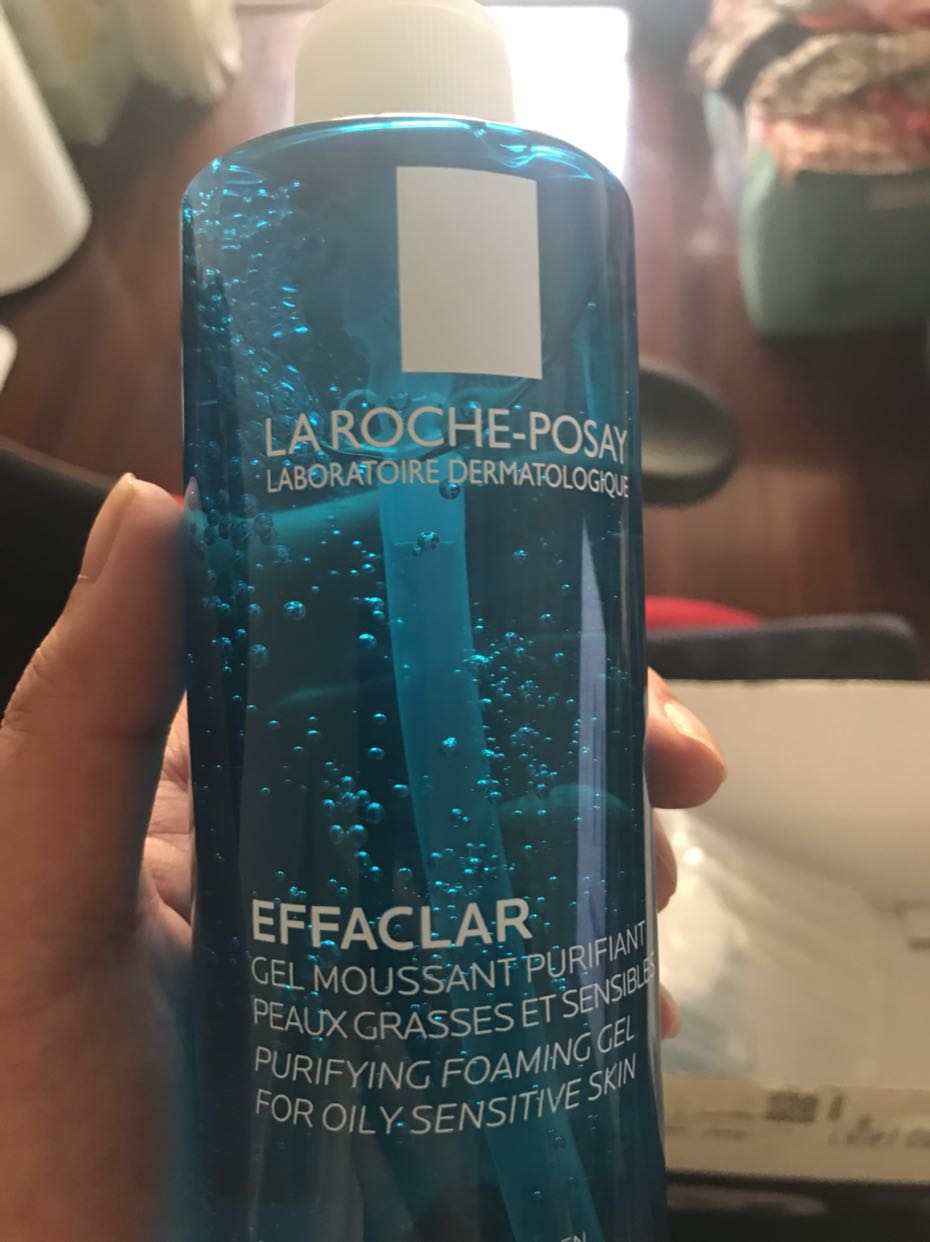 LA ROCHE-POSAY
LABORATOIRE DERMATOLOGIQUE
EFFACLAR
GEL MOUSSANT PURIFIANT
PEAUX GRASSES ET SENSIBLES
PURIFYING FOAMING GEL
FOR OILY SENSITIVE SKIN